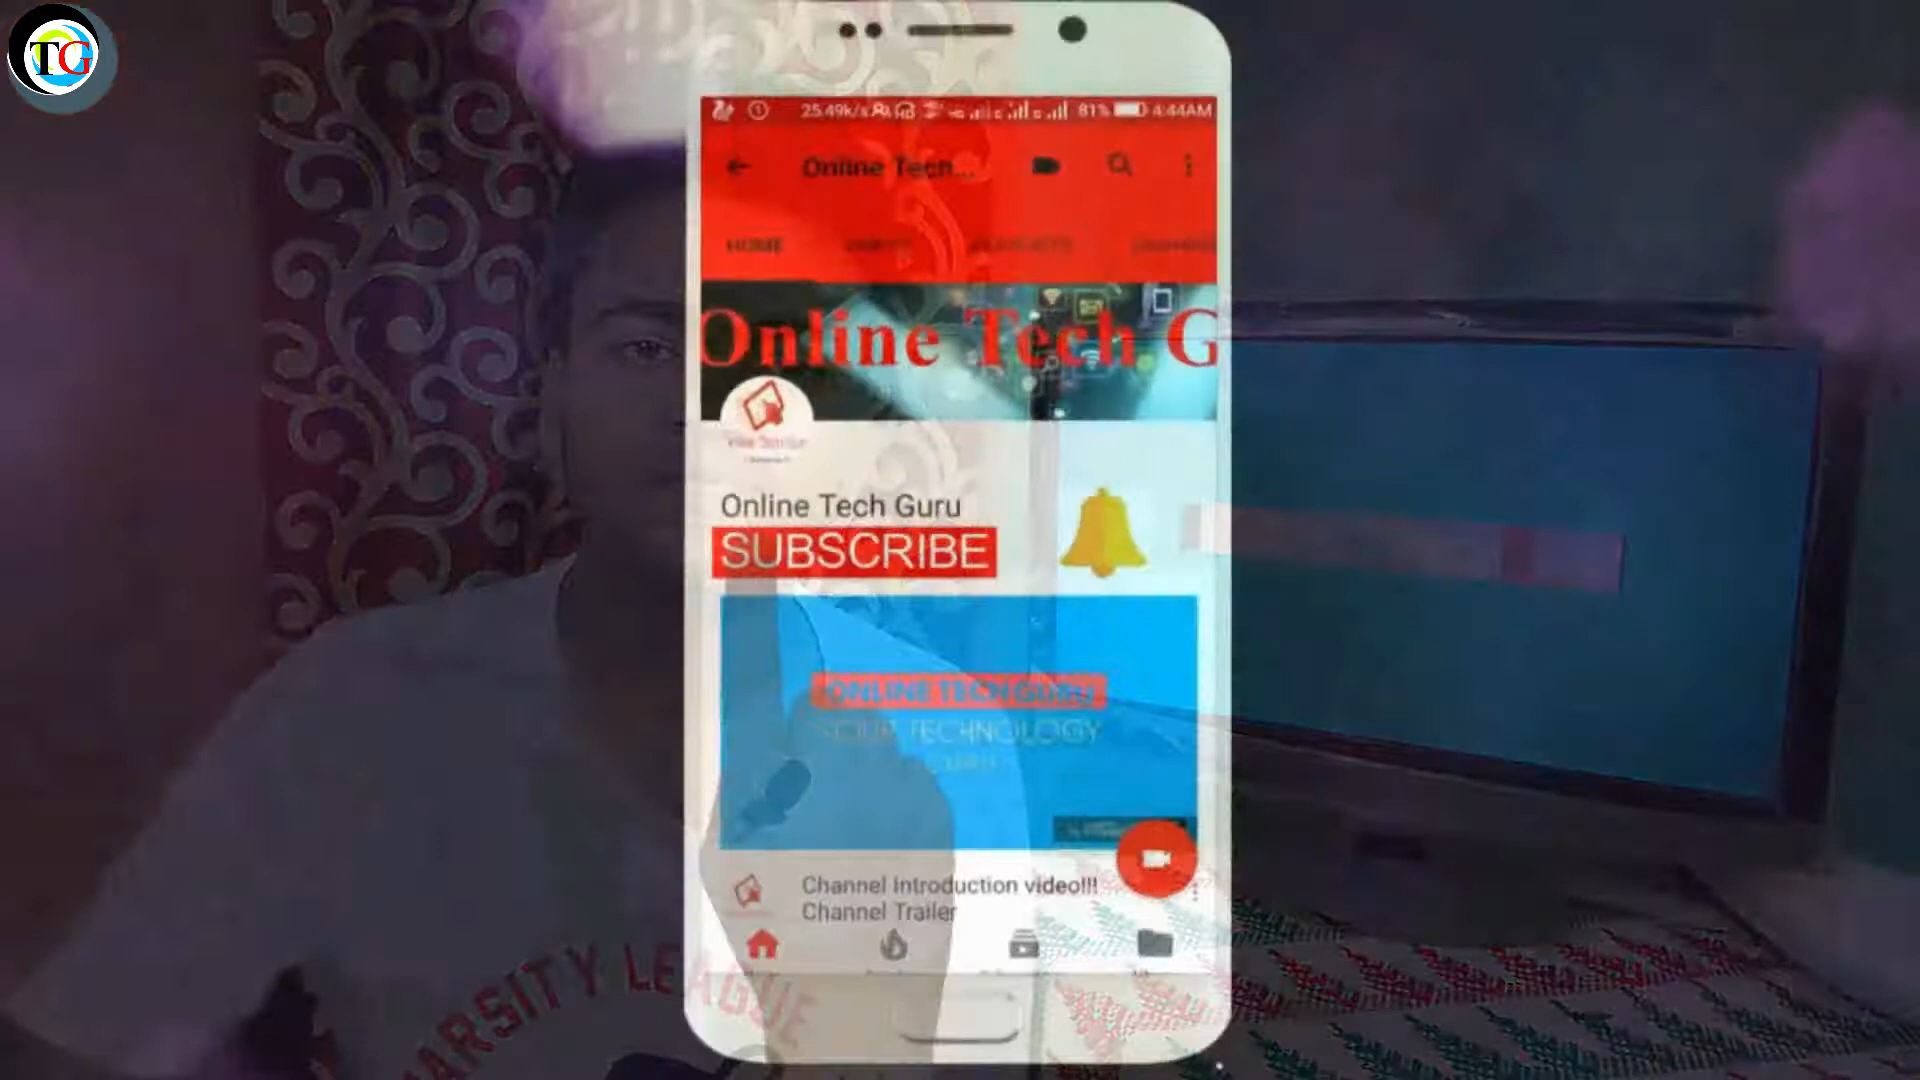 TG
25.49k/s 81% 4:44AM
Online Tech...
HOME
Online Tech G
Online Tech Guru
SUBSCRIBE
ONLINE TECH GURU
YOUR TECHNOLOGY
Channel Introduction video!!!
Channel Trailer
VARSITY LEAGUE